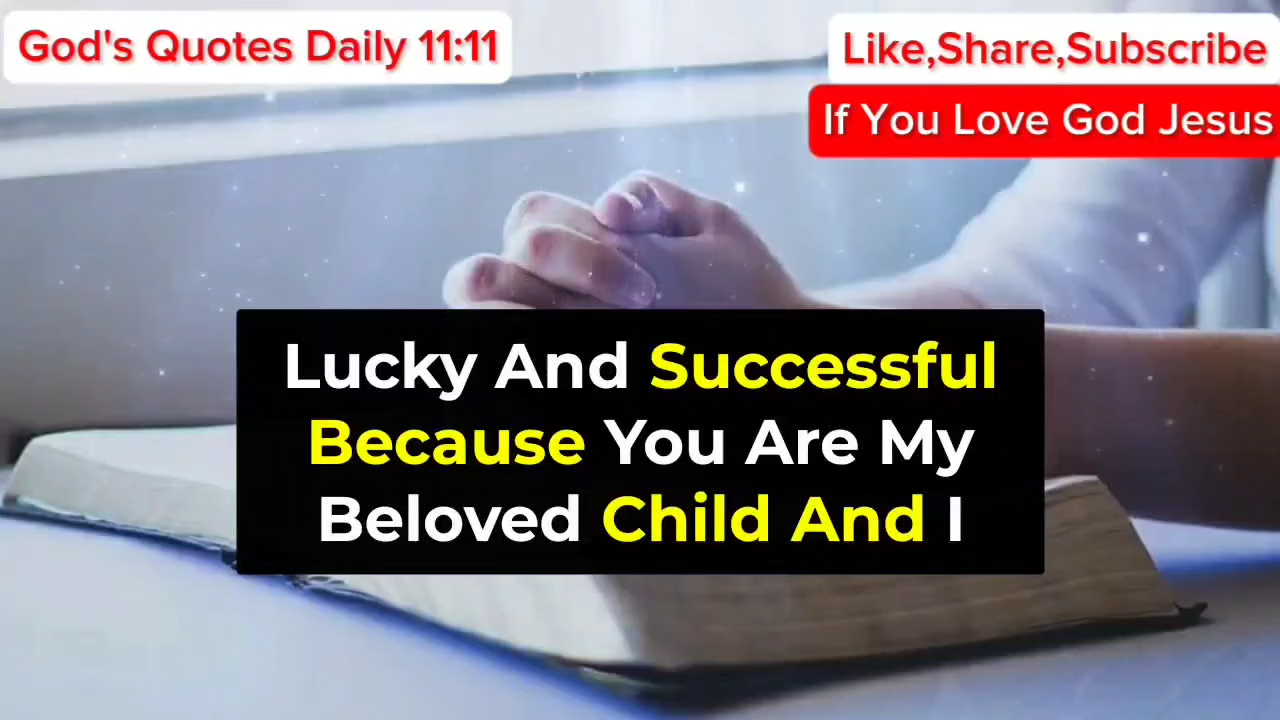 God's Quotes Daily 11:11
Like,Share,Subscribe
If You Love God Jesus
Lucky And Successful
Because You Are My
Beloved Child And I